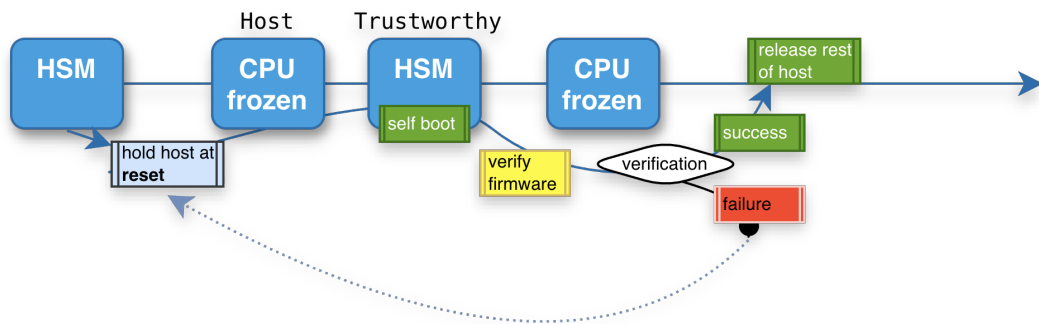 Host
Trustworthy
HSM
CPU
frozen
HSM
self boot
CPU
frozen
release rest
of host
hold host at
reset
verify
firmware
verification
success
failure